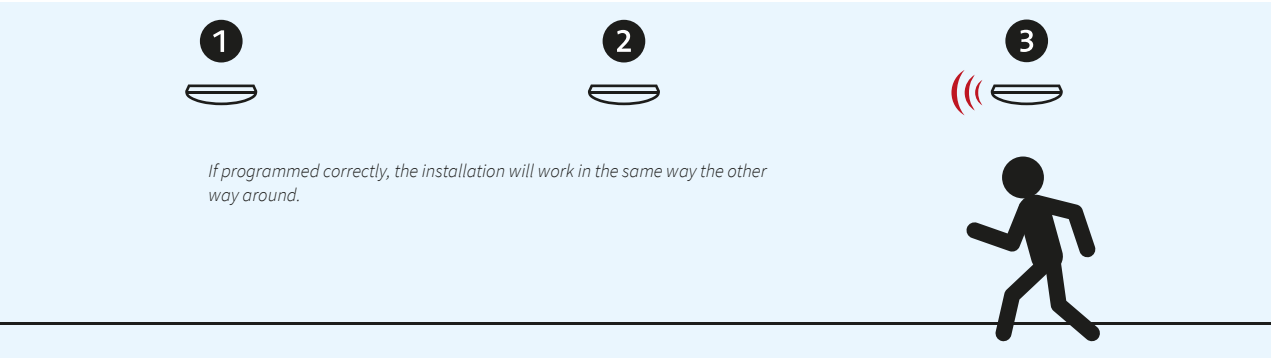 1
2
3
If programmed correctly, the installation will work in the same way the other
way around.